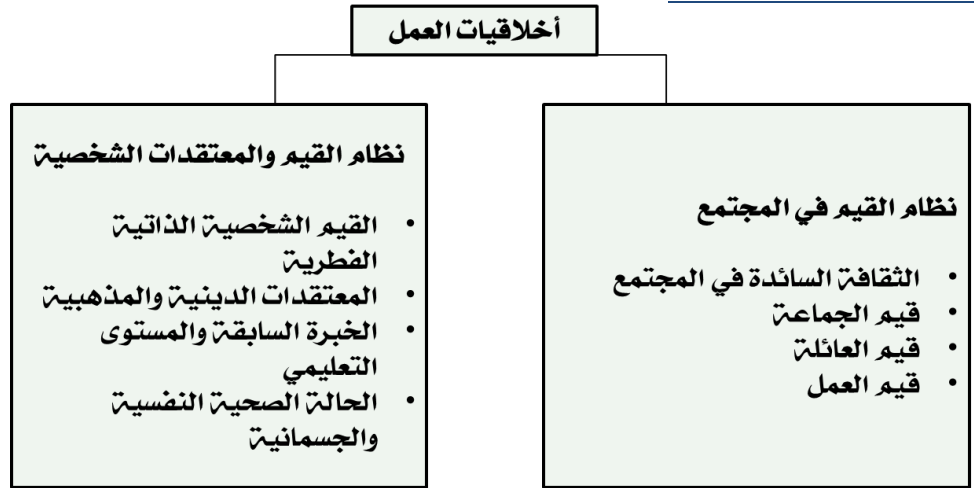 أخلاقيات العمل
نظام القيم في المجتمع
• الثقافة السائدة في المجتمع
• قيم الجماعة
• قيم العائلة
• قيم العمل
نظام القيم والمعتقدات الشخصية
• القيم الشخصية الذاتية
الفطرية
• المعتقدات الدينية والمذهبية
• الخبرة السابقة والمستوى
التعليمي
• الحالة الصحية النفسية
والجسمانية